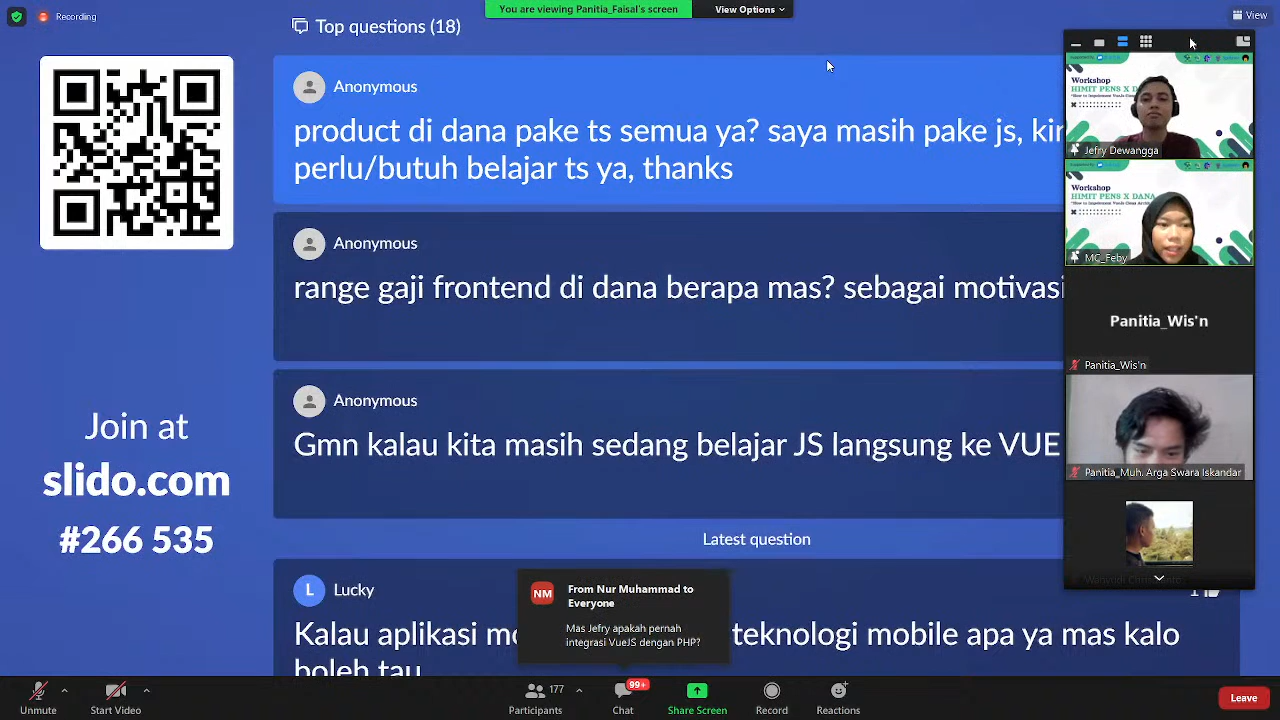 Recording
You are viewing Panitia_Faisal's screen
View Options
View
Top questions (18)
Anonymous
product di dana pake ts semua ya? saya masih pake js, kir
perlu/butuh belajar ts ya, thanks
Anonymous
range gaji frontend di dana berapa mas? sebagai motivasi
Anonymous
Gmn kalau kita masih sedang belajar JS langsung ke VUE
Latest question
L
Lucky
Kalau aplikasi mo
teknologi mobile apa ya mas kalo
boleh tau
Join at
slido.com
#266 535
Workshop
HIMIT PENS X D
Jefry Dewangga
Workshop
HIMIT PENS X DANA
MC_Feby
Panitia_Wis'n
Panitia_Wis'n
Panitia_Muh. Arga Swara Iskandar
1
NM
From Nur Muhammad to
Everyone
Mas Jefry apakah pernah
integrasi VueJS dengan PHP?
Unmute
Start Video
177
Participants
99+
Chat
Share Screen
Record
Reactions
Leave